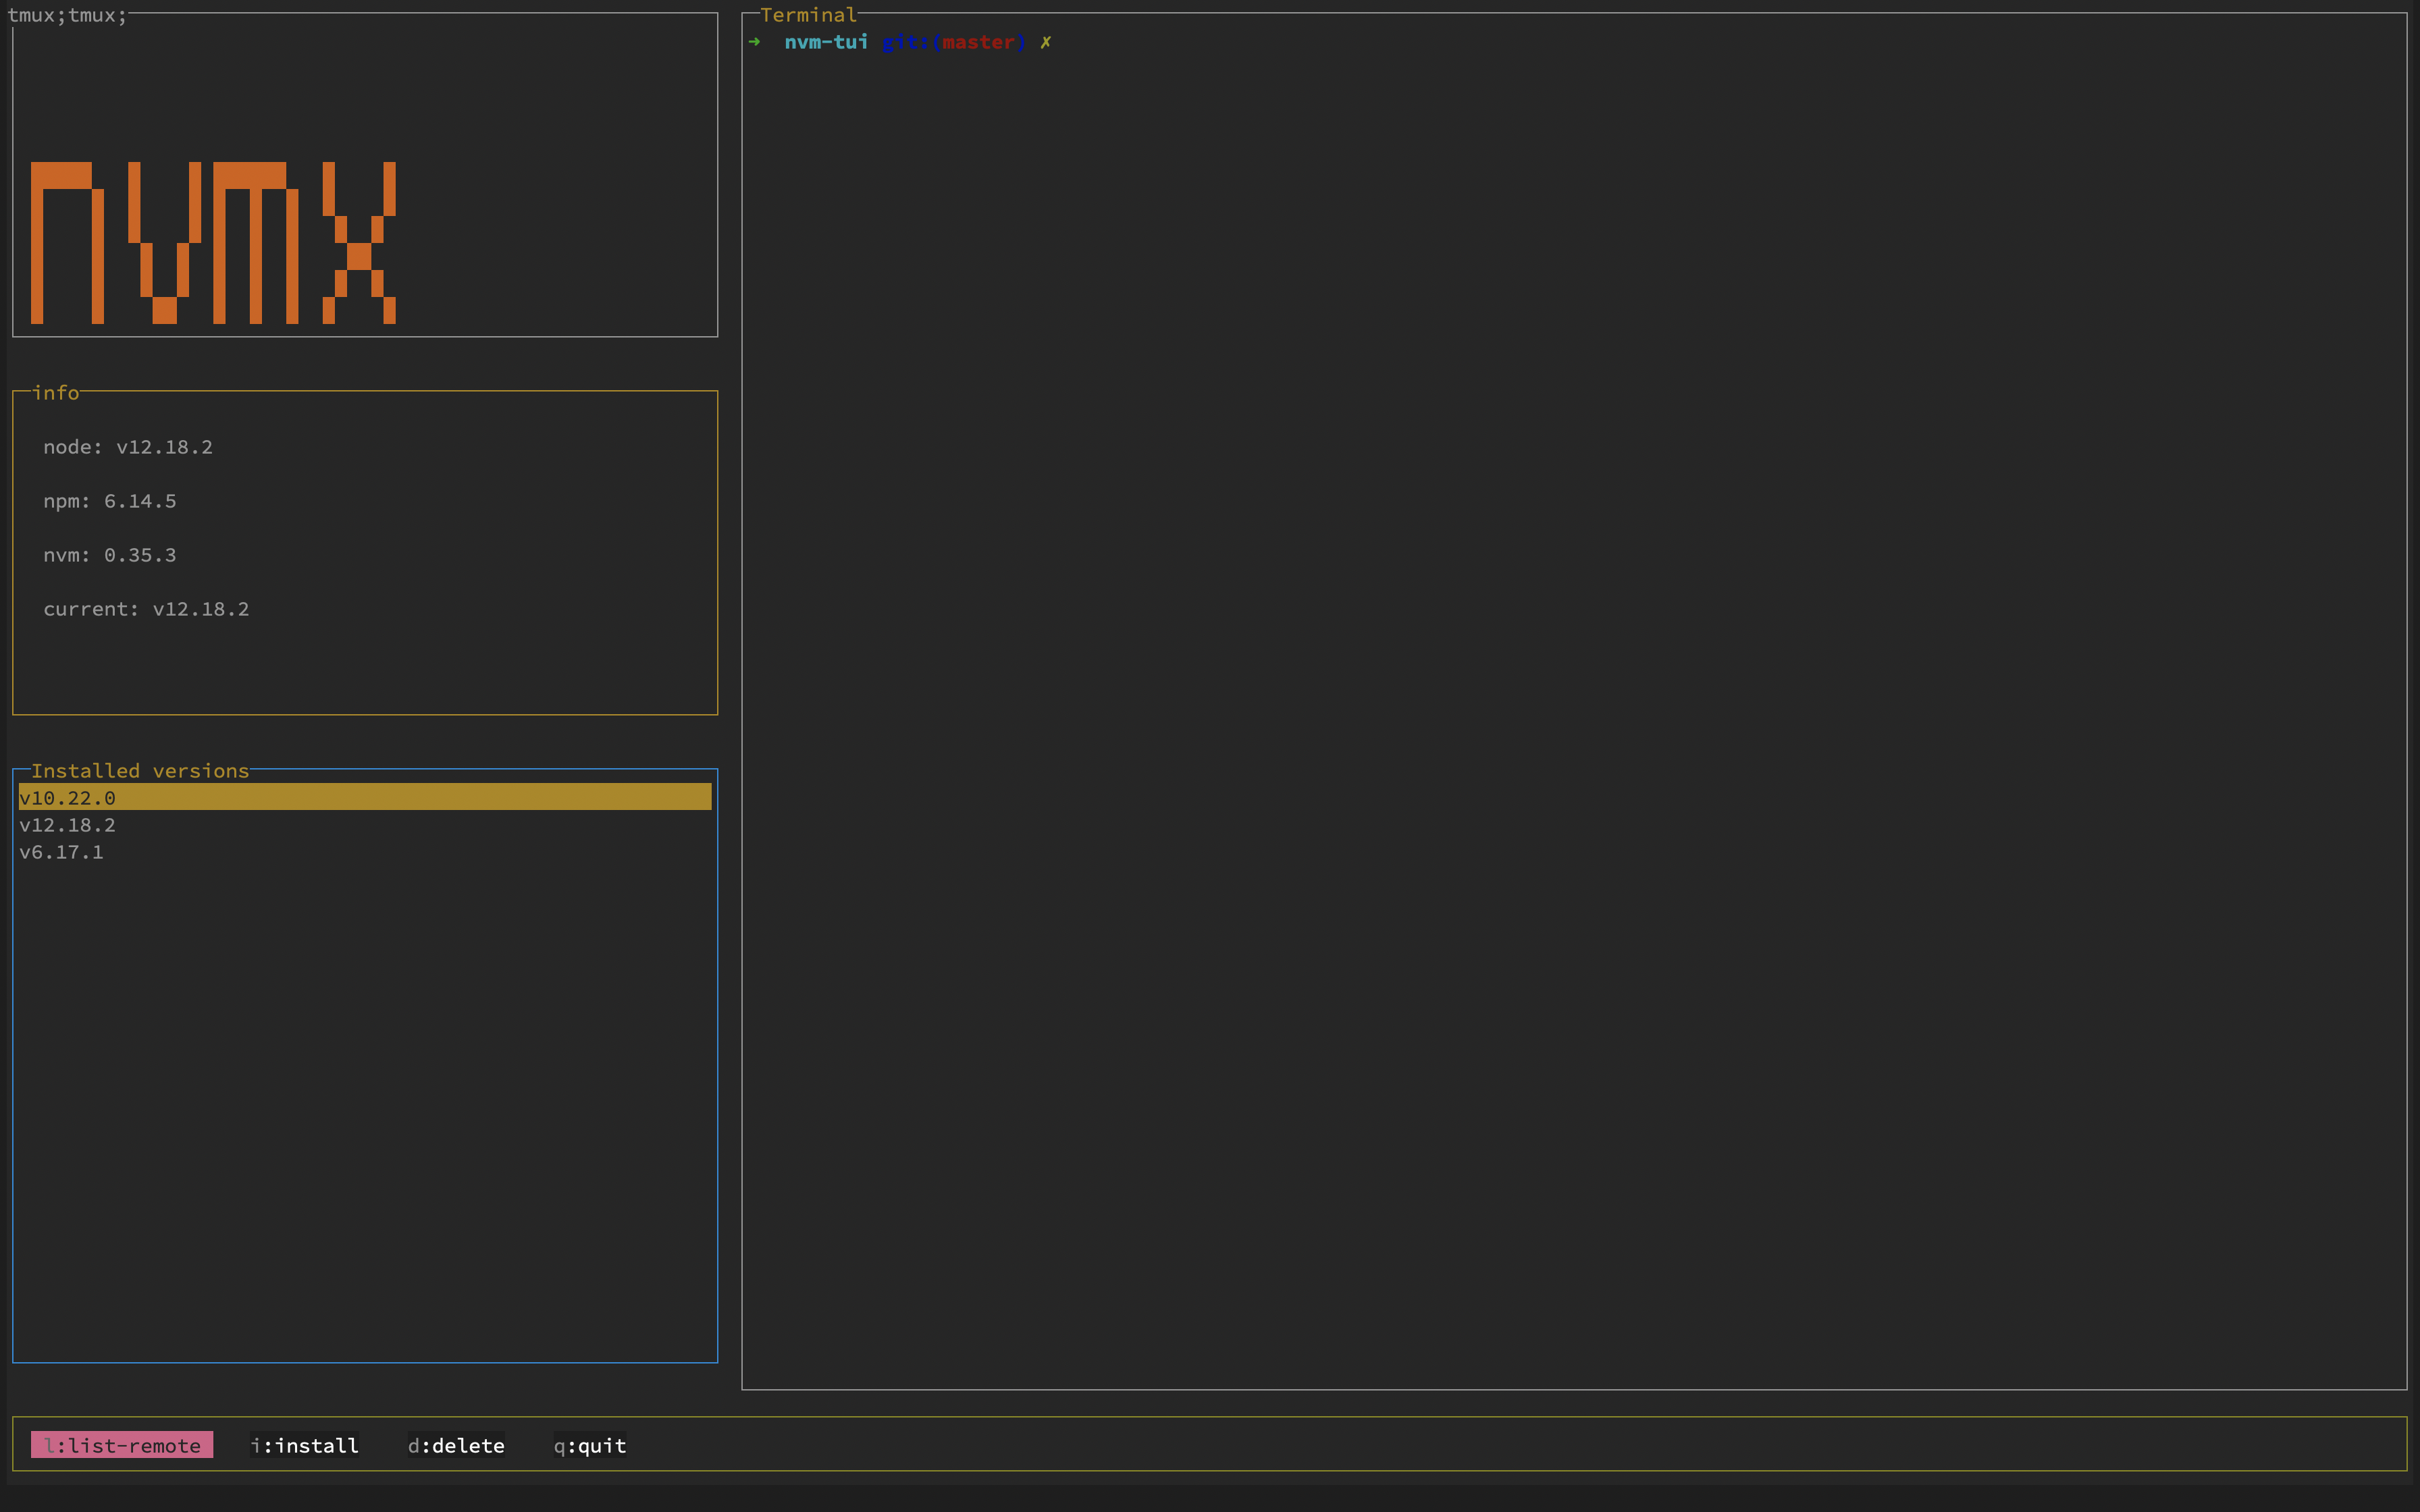 tmux;tmux;
nvmx
info
node: v12.18.2
npm: 6.14.5
nvm: 0.35.3
current: v12.18.2
Installed versions
v10.22.0
v12.18.2
v6.17.1
Terminal
➜ nvm-tui git:(master) ✗
l:list-remote i:install d:delete q:quit